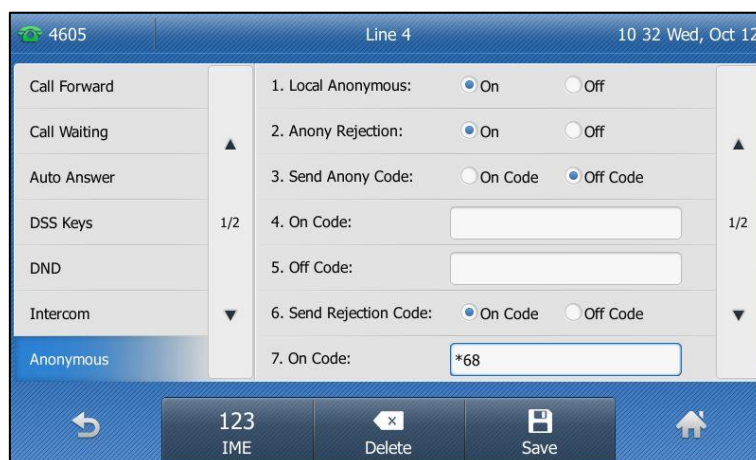 4605 Line 4 10 32 Wed, Oct 12
Call Forward 1. Local Anonymous: On Off
Call Waiting 2. Anony Rejection: On Off
Auto Answer 3. Send Anony Code: On Code Off Code
DSS Keys 1/2 4. On Code: 1/2
DND 5. Off Code:
Intercom 6. Send Rejection Code: On Code Off Code
Anonymous 7. On Code: *68
123
IME Delete Save